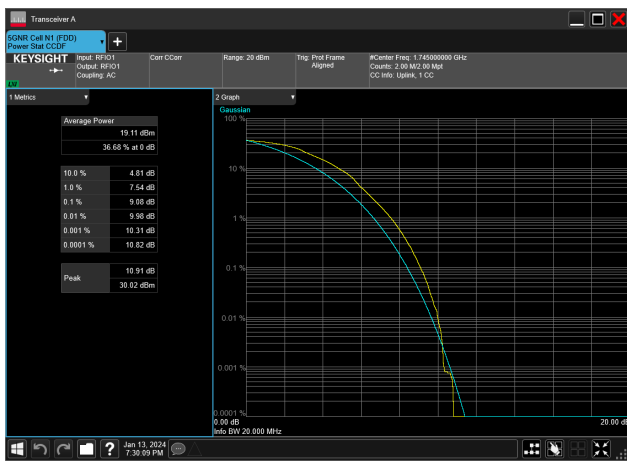 Transceiver A
5GNR Cell N1 (FDD)
Power Stat CCDF
KEYSIGHT
Input: RFIO1
Output: RFIO1
Coupling: AC
Corr CCorr
Range: 20 dBm
Trig: Prot Frame
Aligned
#Center Freq: 1.745000000 GHz
Counts: 2.00 M/2.00 Mpt
CC Info: Uplink, 1 CC
1 Metrics
Average Power
19.11 dBm
36.68 % at 0 dB
10.0 % 4.81 dB
1.0 % 7.54 dB
0.1 % 9.08 dB
0.01 % 9.98 dB
0.001 % 10.31 dB
0.0001 % 10.82 dB
Peak
10.91 dB
30.02 dBm
2 Graph
Gaussian
100 %
10 %
1 %
0.1 %
0.01 %
0.001 %
0.0001 %
0.00 dB
20.00 dB
Info BW 20.000 MHz
Jan 13, 2024
7:30:09 PM